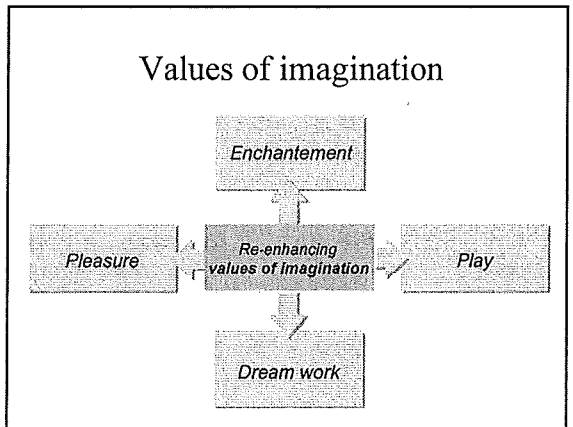 Values of imagination
Enchantement
Pleasure
Re-enhancing
values of Imagination
Play
Dream work